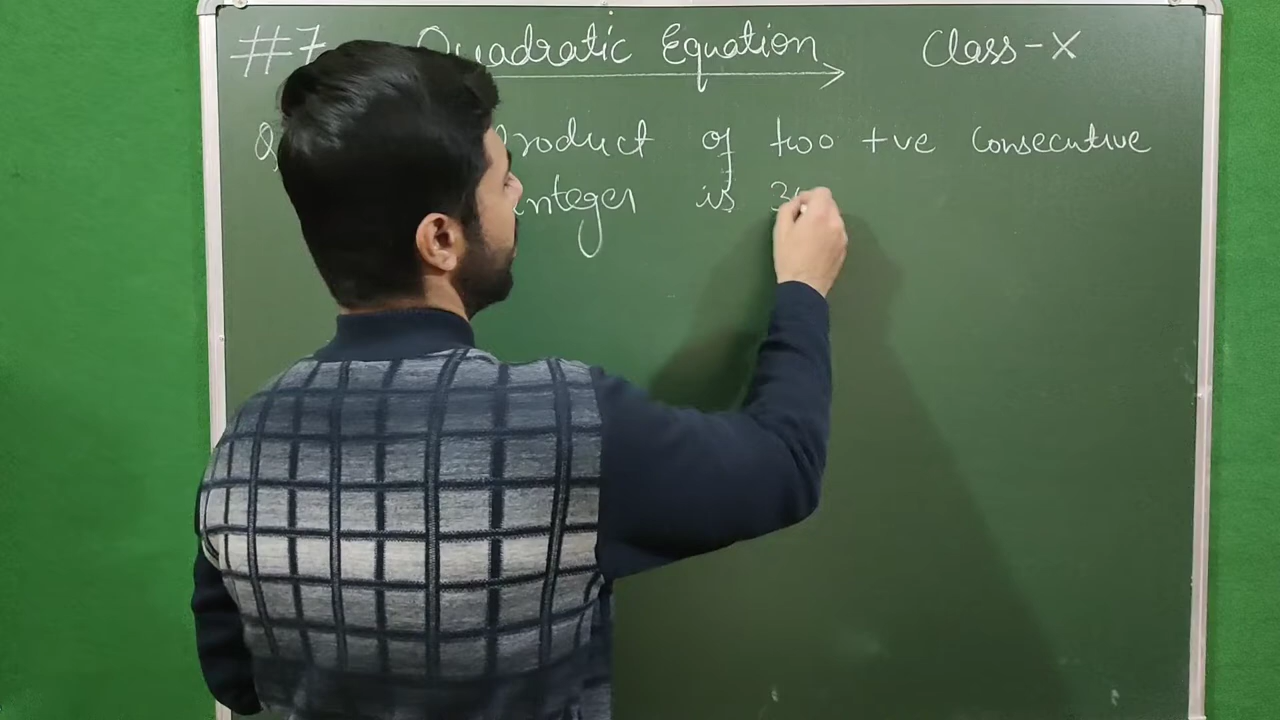 #7 Quadratic Equation Class-X
Product of two +ve consecutive
integer is